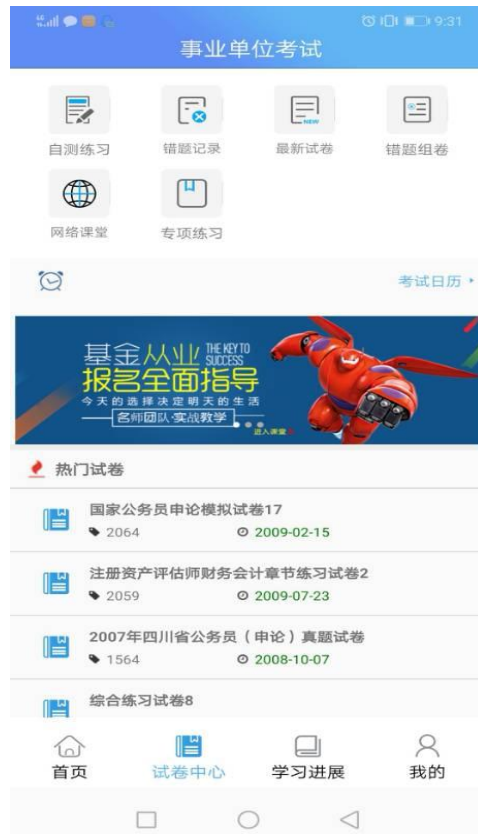 9:31
事业单位考试
自测练习 错题记录 最新试卷 错题组卷
NEW
网络课堂 专项练习
考试日历
基金从业 THE KEY TO
SUCCESS
报名全面指导
今天的选择决定明天的生活
名师团队·实战教学
进入课堂
热门试卷
国家公务员申论模拟试卷17
2064 2009-02-15
注册资产评估师财务会计章节练习试卷2
2059 2009-07-23
2007年四川省公务员（申论）真题试卷
1564 2008-10-07
综合练习试卷8
首页 试卷中心 学习进展 我的